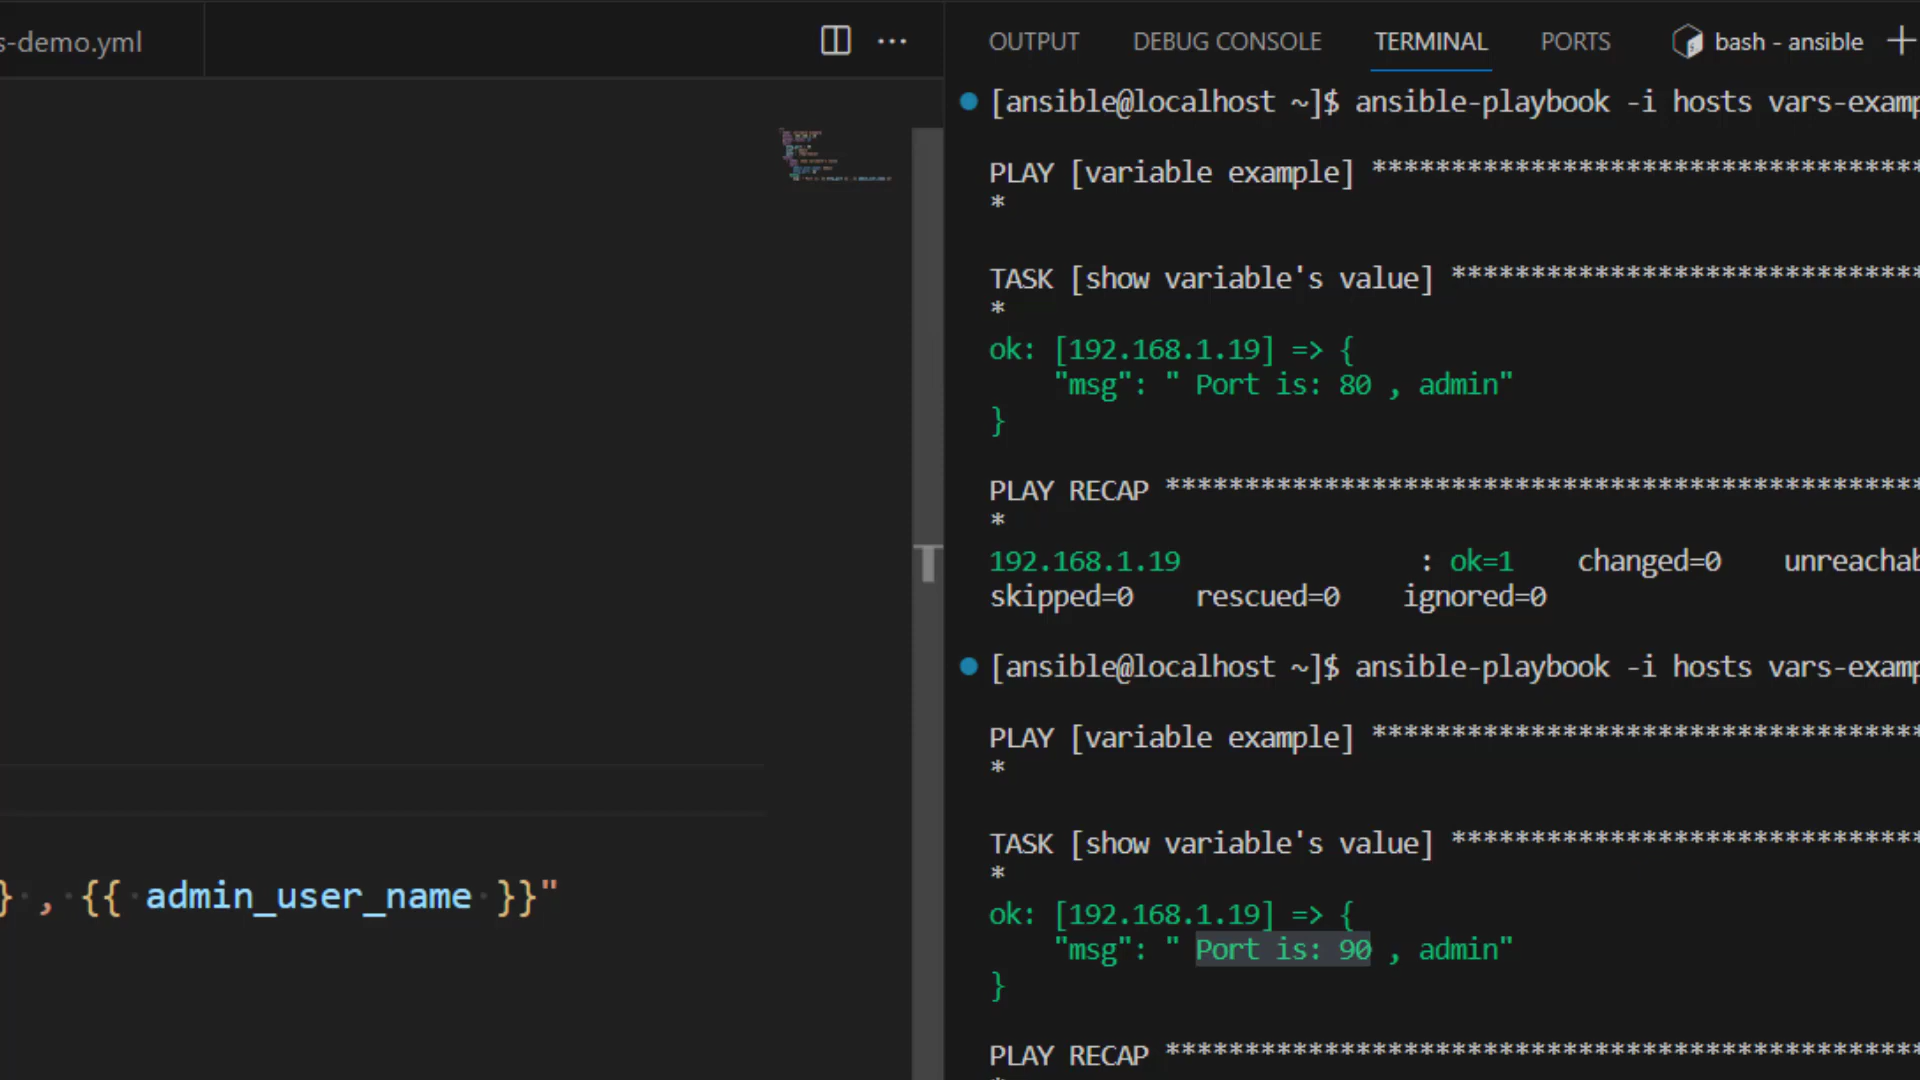 s-demo.yml
} , {{ admin_user_name }}"
OUTPUT DEBUG CONSOLE TERMINAL PORTS bash - ansible
[ansible@localhost ~]$ ansible-playbook -i hosts vars-examp
PLAY [variable example] **********************************
*
TASK [show variable's value] *****************************
*
ok: [192.168.1.19] => {
"msg": " Port is: 80 , admin"
}
PLAY RECAP ***********************************************
*
192.168.1.19 : ok=1 changed=0 unreachab
skipped=0 rescued=0 ignored=0
[ansible@localhost ~]$ ansible-playbook -i hosts vars-examp
PLAY [variable example] **********************************
*
TASK [show variable's value] *****************************
*
ok: [192.168.1.19] => {
"msg": " Port is: 90 , admin"
}
PLAY RECAP ***********************************************